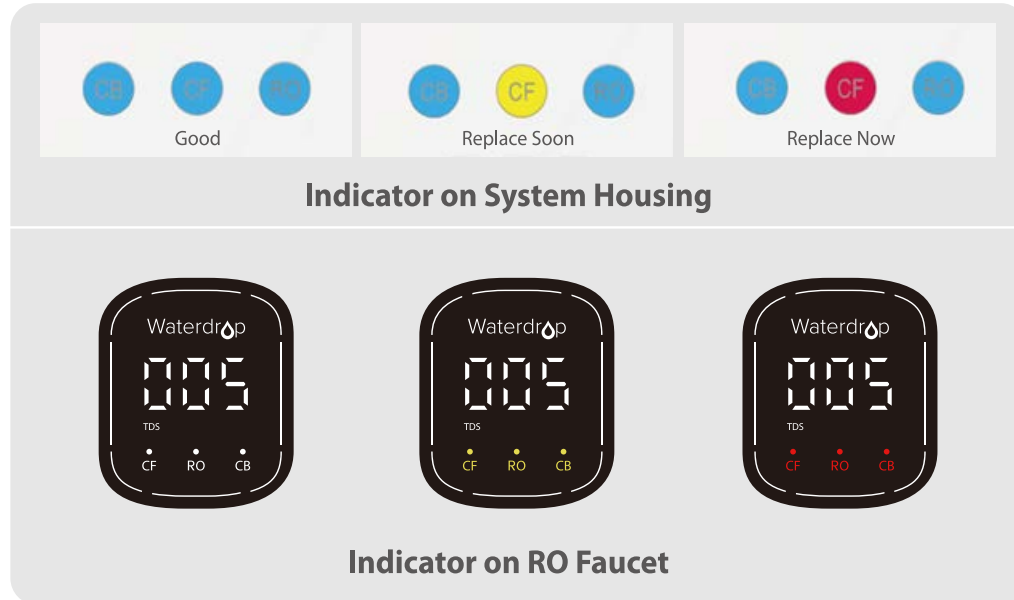 CB CF RO
Good
CB CF RO
Replace Soon
CB CF RO
Replace Now
Indicator on System Housing
Waterdrop
005
TDS
CF RO CB
Waterdrop
005
TDS
CF RO CB
Waterdrop
005
TDS
CF RO CB
Indicator on RO Faucet